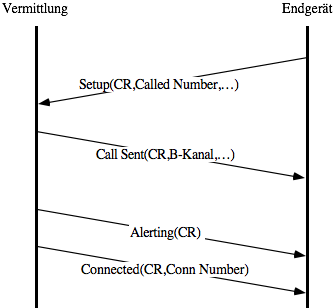 Vermittlung
Endgerät
Setup(CR,Called Number,…)
Call Sent(CR,B-Kanal,…)
Alerting(CR)
Connected(CR,Conn Number)